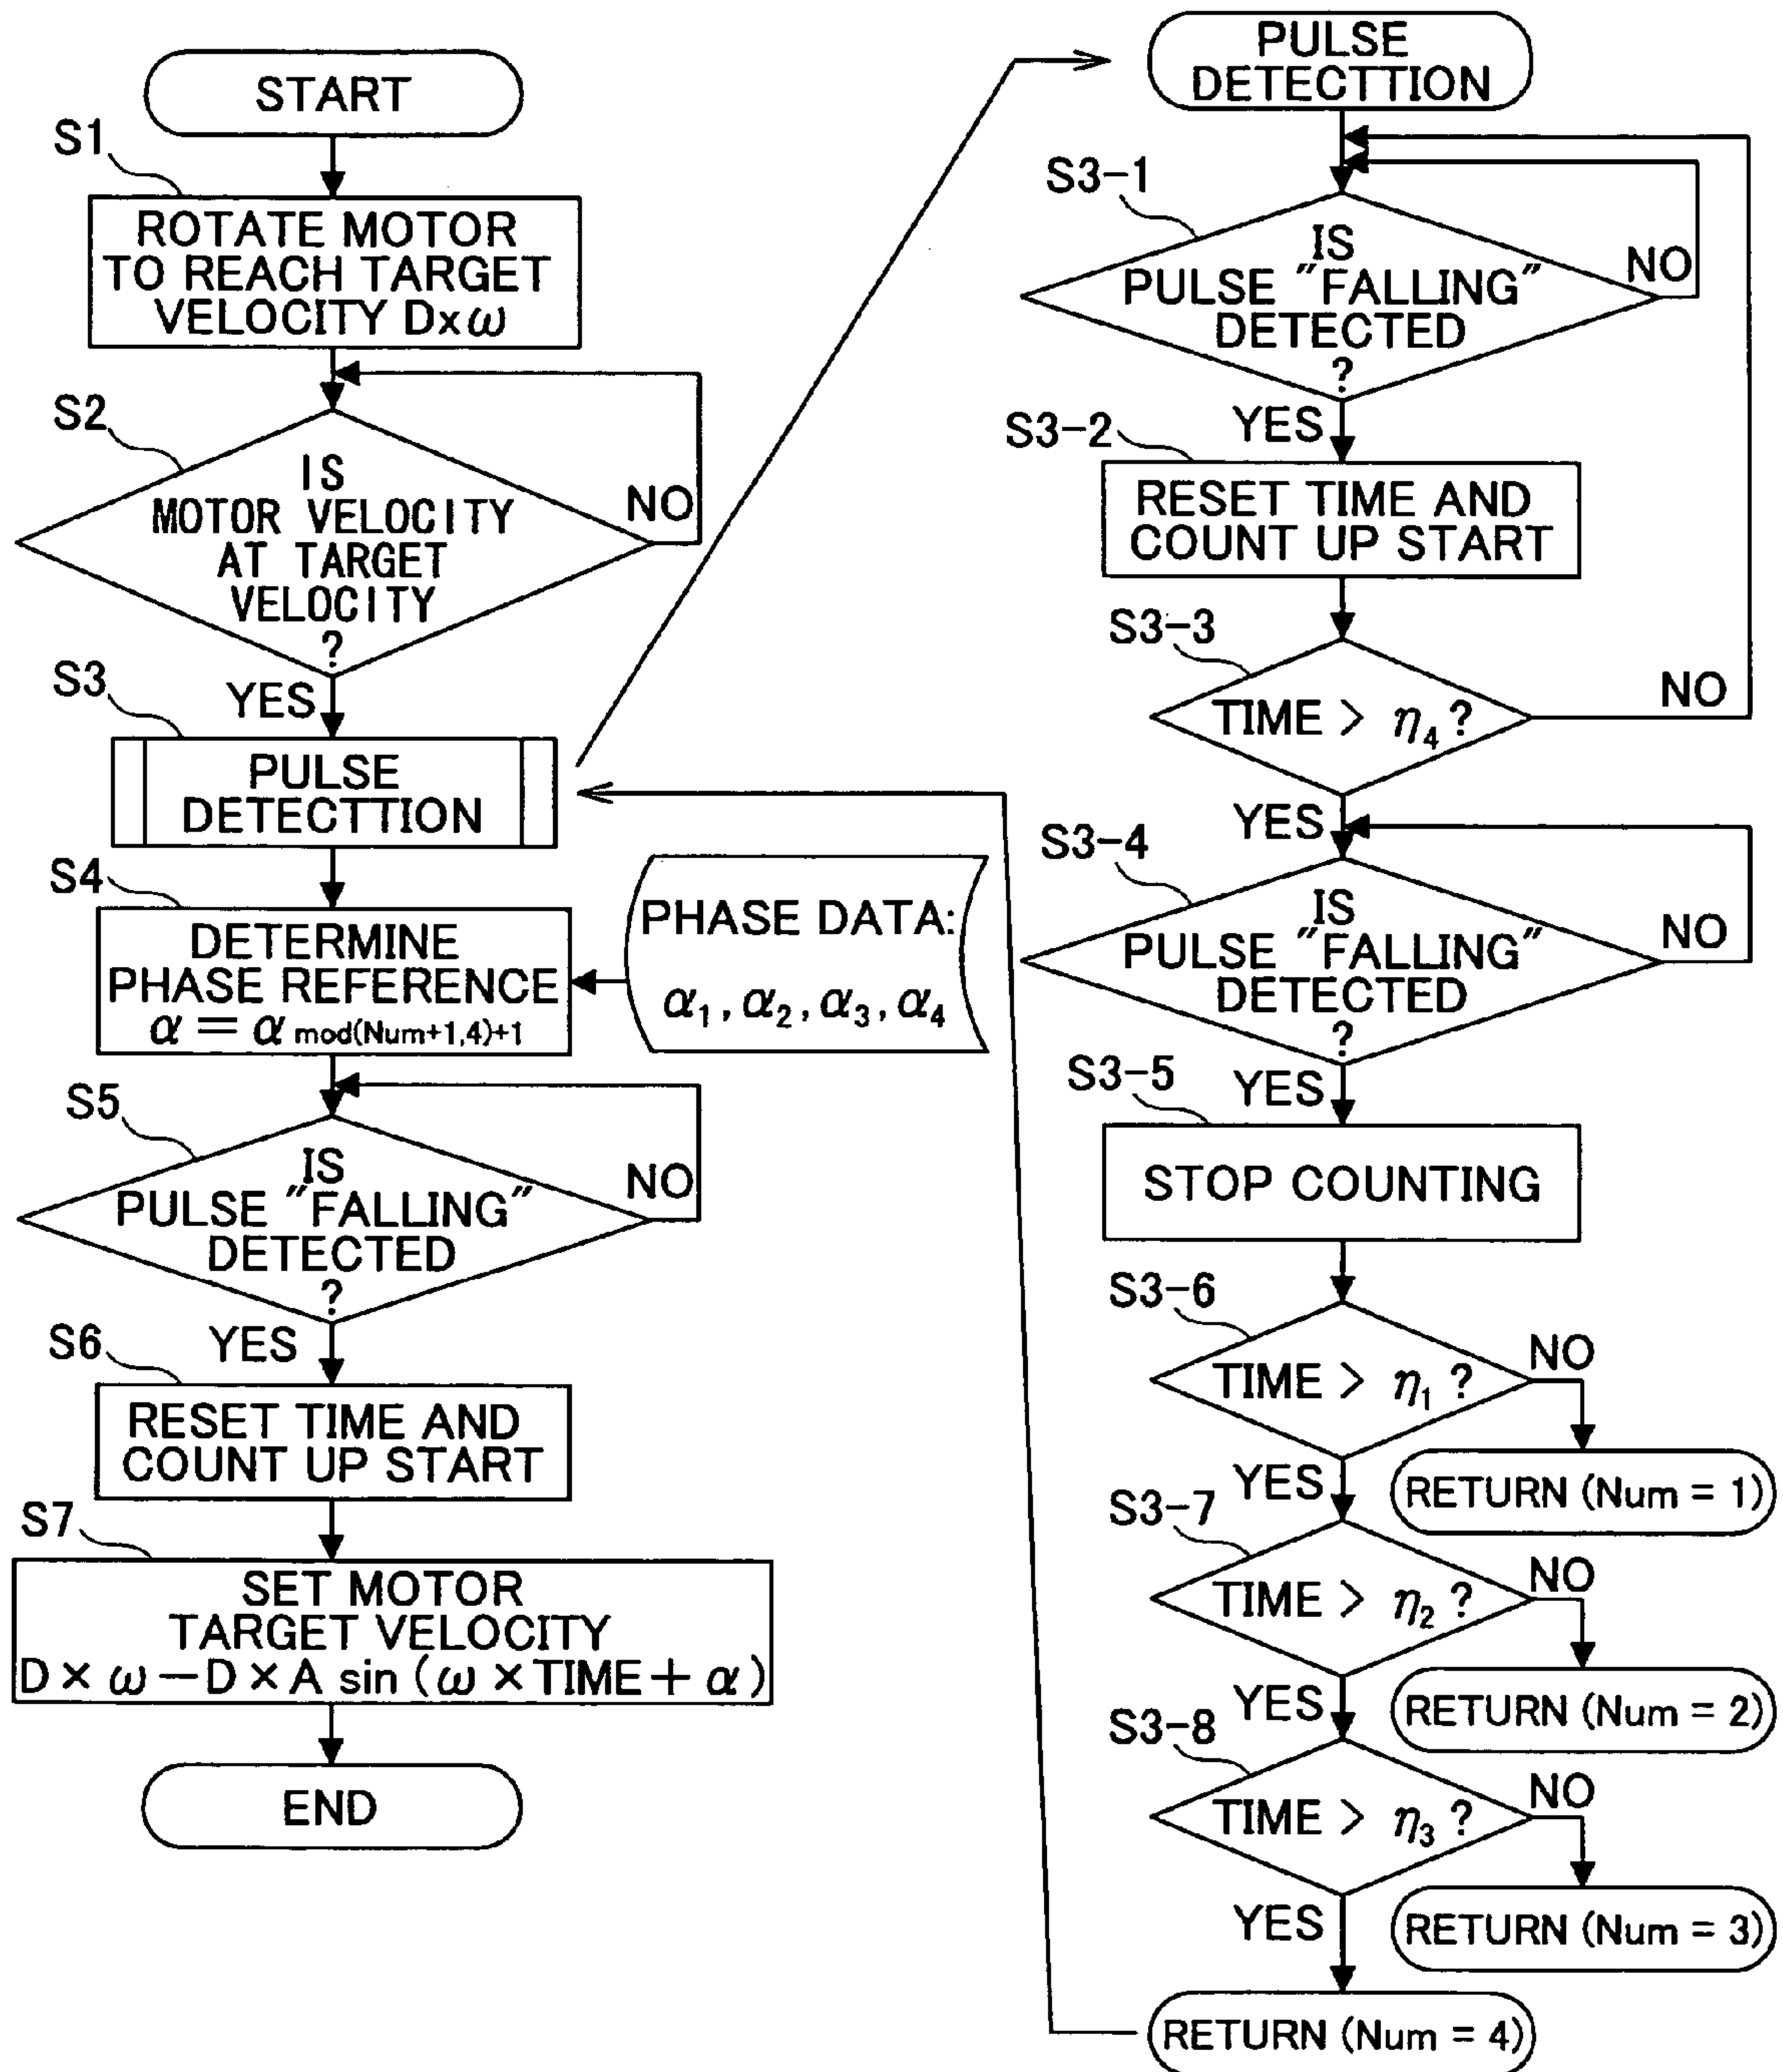 START
S1
ROTATE MOTOR
TO REACH TARGET
VELOCITY D×ω
S2
IS
MOTOR VELOCITY
AT TARGET
VELOCITY
?
NO
YES
S3
PULSE
DETECTTION
S4
DETERMINE
PHASE REFERENCE
α = α mod(Num+1,4)+1
PHASE DATA:
α₁, α₂, α₃, α₄
S5
IS
PULSE "FALLING"
DETECTED
?
NO
YES
S6
RESET TIME AND
COUNT UP START
S7
SET MOTOR
TARGET VELOCITY
D × ω − D × A sin (ω × TIME + α)
END
PULSE
DETECTTION
S3-1
IS
PULSE "FALLING"
DETECTED
?
NO
YES
S3-2
RESET TIME AND
COUNT UP START
S3-3
TIME > η₄ ?
NO
YES
S3-4
IS
PULSE "FALLING"
DETECTED
?
NO
YES
S3-5
STOP COUNTING
S3-6
TIME > η₁ ?
NO
RETURN (Num = 1)
YES
S3-7
TIME > η₂ ?
NO
RETURN (Num = 2)
YES
S3-8
TIME > η₃ ?
NO
RETURN (Num = 3)
YES
RETURN (Num = 4)